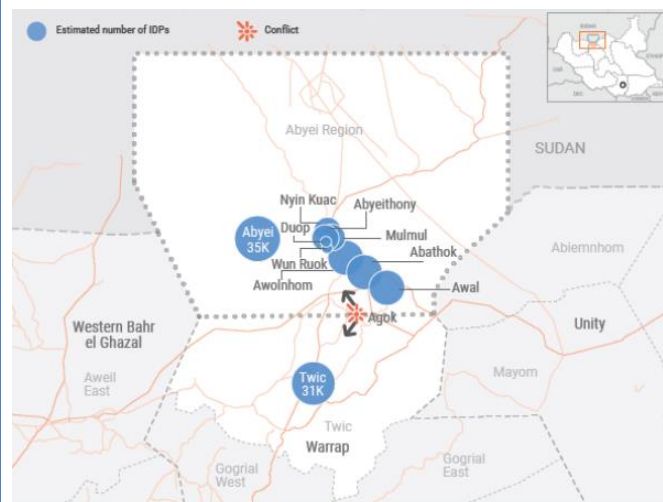 Estimated number of IDPs
Conflict
SUDAN
Abyei Region
SUDAN
Nyin Kuac
Abyeithony
Abyei
35K
Duop
Mulmul
Wun Ruok
Abathok
Abiemnhom
Awolnhom
Awal
Agok
Western Bahr
el Ghazal
Unity
Aweil
East
Twic
31K
Mayom
Twic
Warrap
Gogrial
West
Gogrial
East